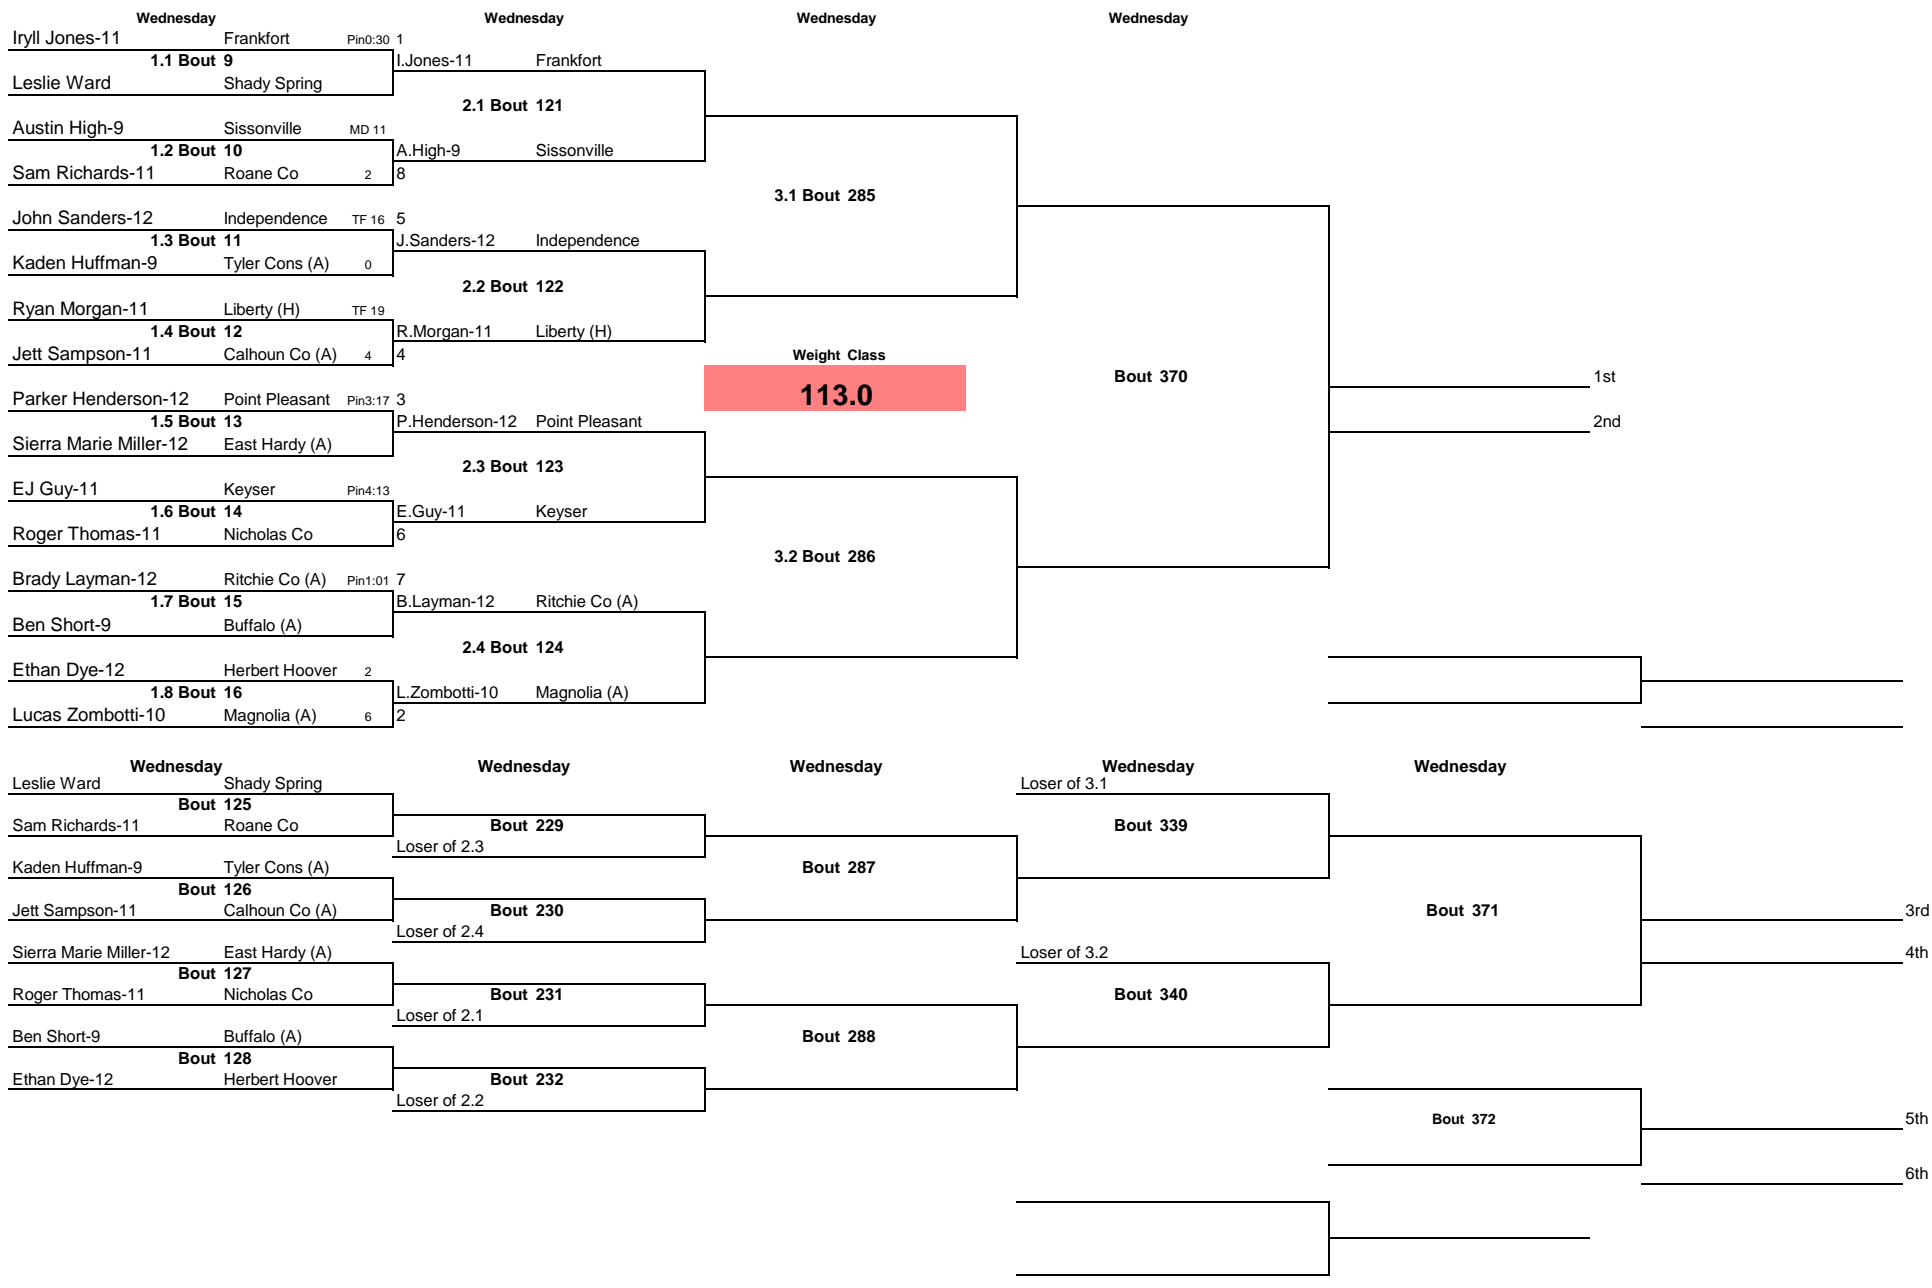 Wednesday Wednesday Wednesday Wednesday
Iryll Jones-11 Frankfort Pin0:30 1
1.1 Bout 9 I.Jones-11 Frankfort
Leslie Ward Shady Spring
2.1 Bout 121
Austin High-9 Sissonville MD 11
1.2 Bout 10 A.High-9 Sissonville
Sam Richards-11 Roane Co 2 8
3.1 Bout 285
John Sanders-12 Independence TF 16 5
1.3 Bout 11 J.Sanders-12 Independence
Kaden Huffman-9 Tyler Cons (A) 0
2.2 Bout 122
Ryan Morgan-11 Liberty (H) TF 19
1.4 Bout 12 R.Morgan-11 Liberty (H)
Jett Sampson-11 Calhoun Co (A) 4 4 Weight Class
Bout 370 1st
Parker Henderson-12 Point Pleasant Pin3:17 3 113.0
1.5 Bout 13 P.Henderson-12 Point Pleasant 2nd
Sierra Marie Miller-12 East Hardy (A)
2.3 Bout 123
EJ Guy-11 Keyser Pin4:13
1.6 Bout 14 E.Guy-11 Keyser
Roger Thomas-11 Nicholas Co 6
3.2 Bout 286
Brady Layman-12 Ritchie Co (A) Pin1:01 7
1.7 Bout 15 B.Layman-12 Ritchie Co (A)
Ben Short-9 Buffalo (A)
2.4 Bout 124
Ethan Dye-12 Herbert Hoover 2
1.8 Bout 16 L.Zombotti-10 Magnolia (A)
Lucas Zombotti-10 Magnolia (A) 6 2
Wednesday Wednesday Wednesday Wednesday Wednesday
Leslie Ward Shady Spring Loser of 3.1
Bout 125
Sam Richards-11 Roane Co Bout 229 Bout 339
Loser of 2.3
Kaden Huffman-9 Tyler Cons (A) Bout 287
Bout 126
Jett Sampson-11 Calhoun Co (A) Bout 230 Bout 371 3rd
Loser of 2.4
Sierra Marie Miller-12 East Hardy (A) Loser of 3.2 4th
Bout 127
Roger Thomas-11 Nicholas Co Bout 231 Bout 340
Loser of 2.1
Ben Short-9 Buffalo (A) Bout 288
Bout 128
Ethan Dye-12 Herbert Hoover Bout 232
Loser of 2.2
Bout 372 5th
6th